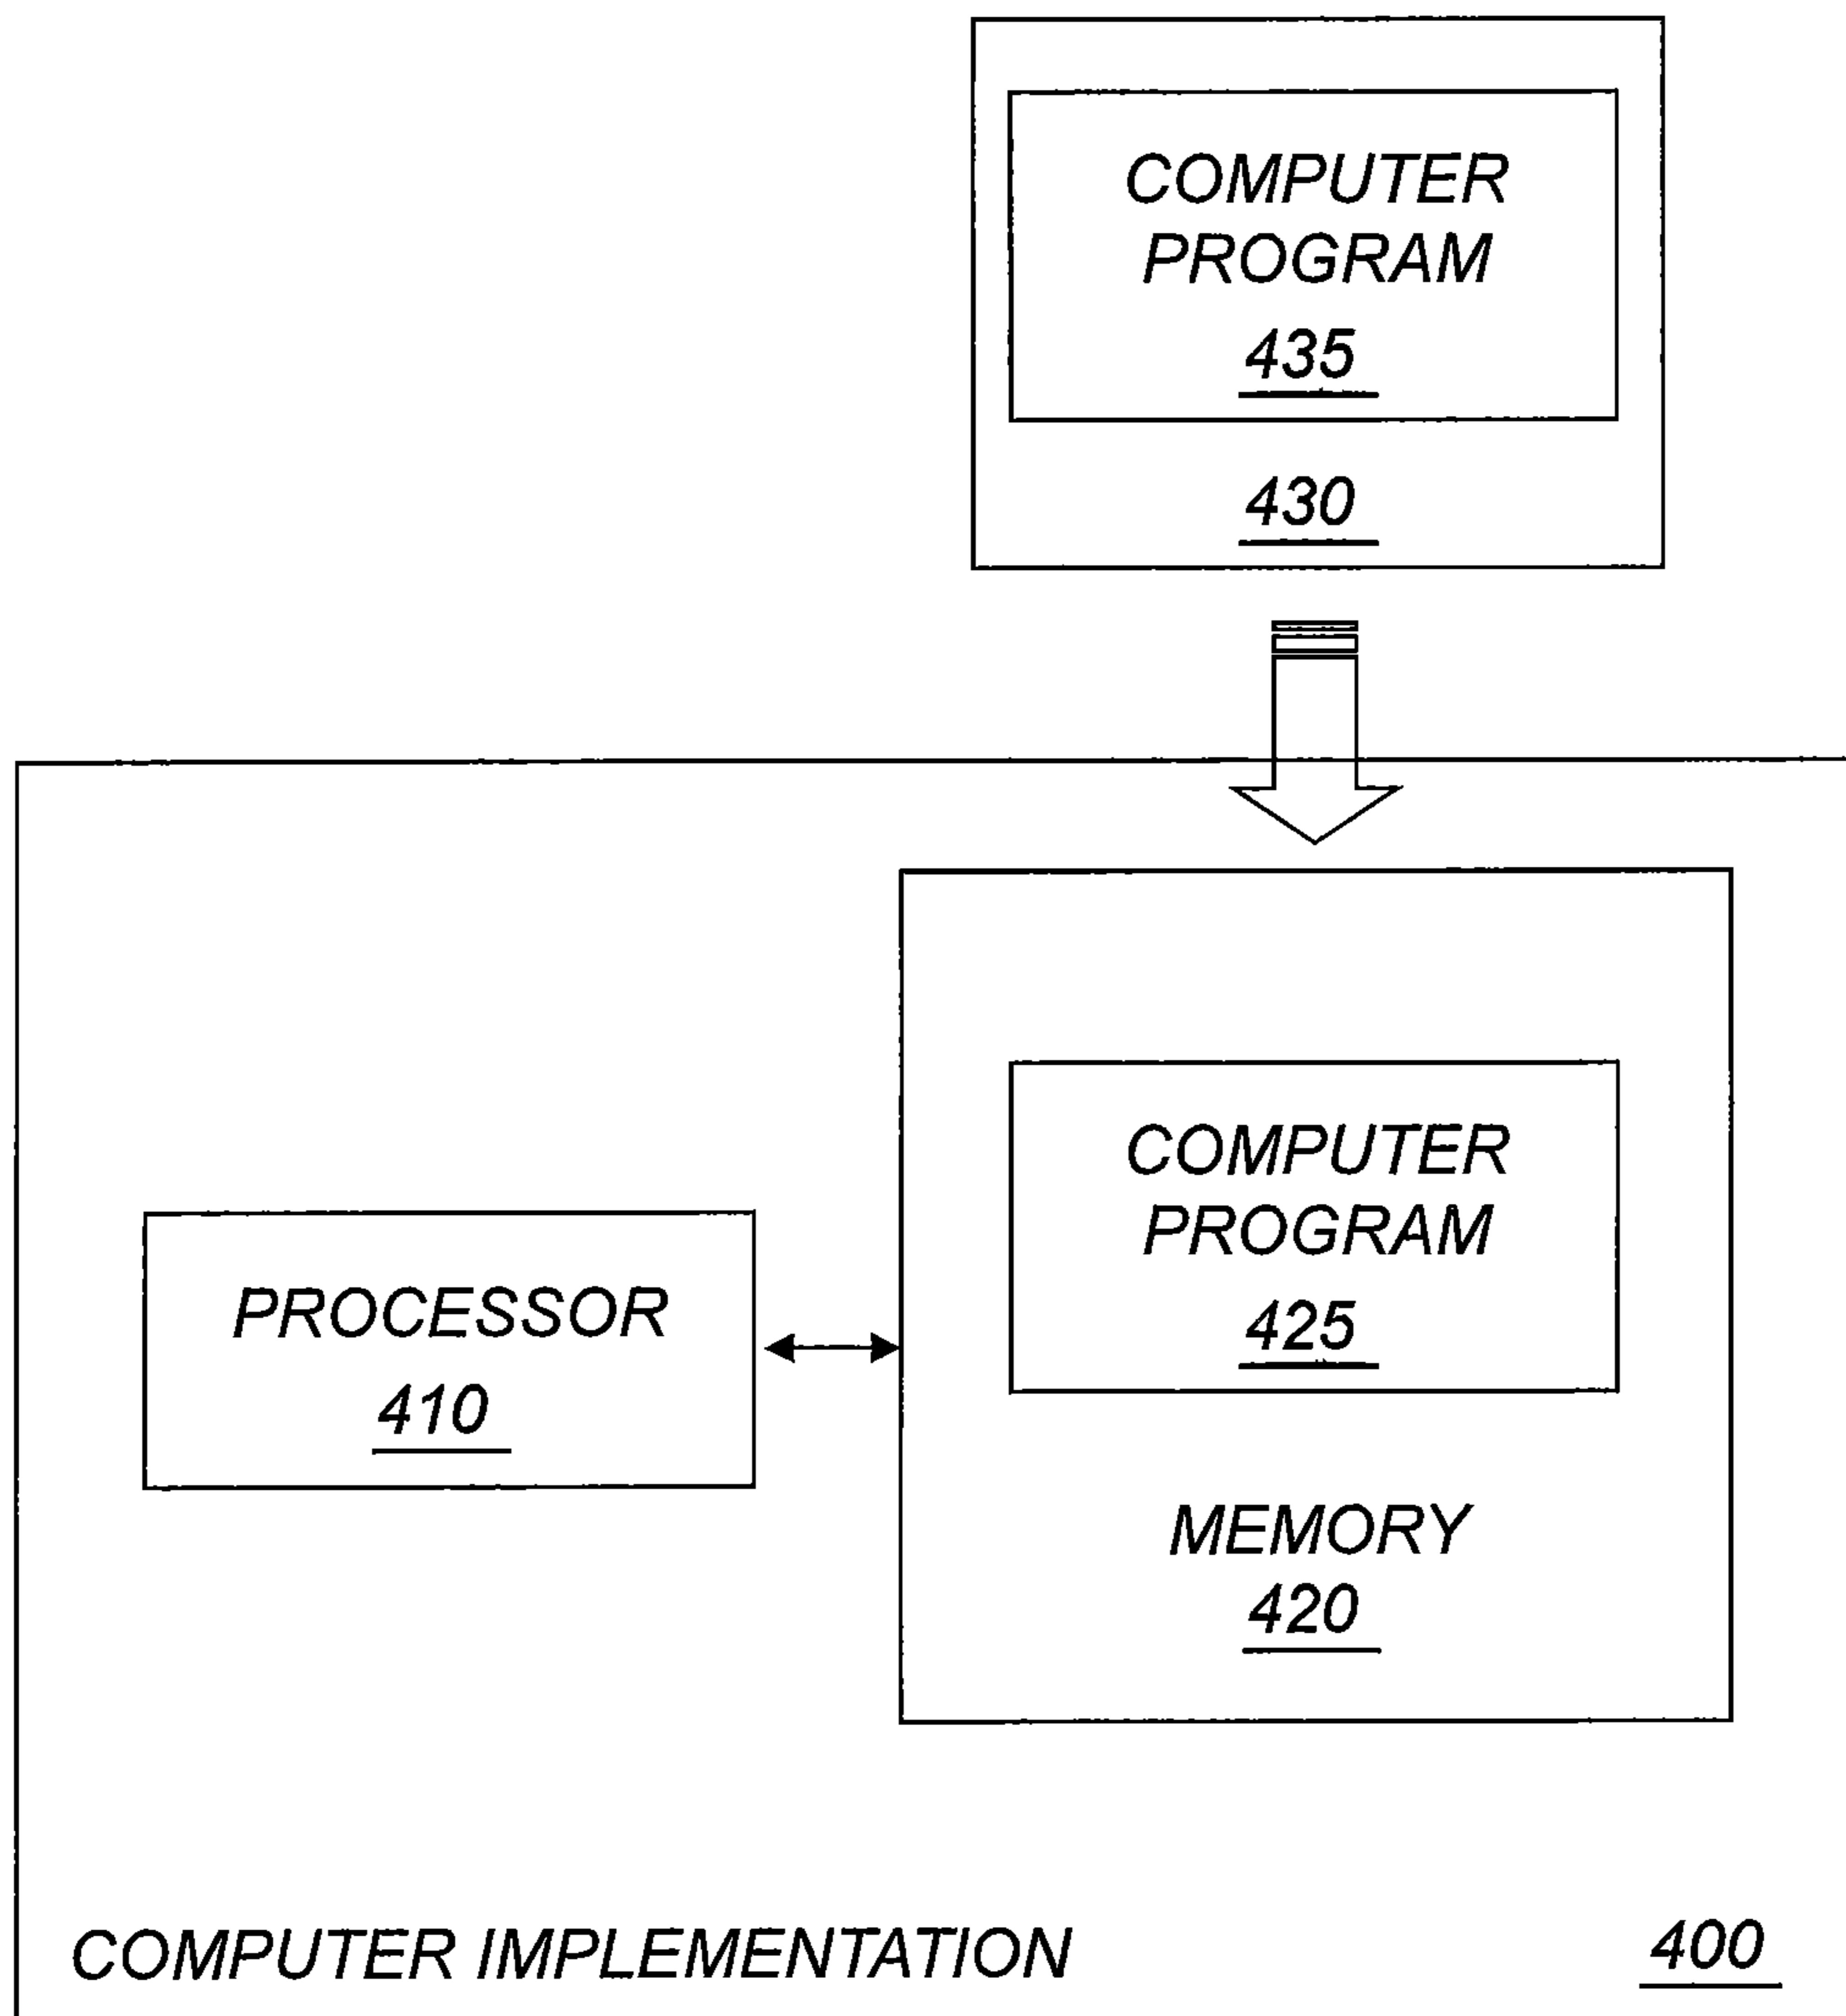 COMPUTER
PROGRAM
435
430
COMPUTER
PROGRAM
425
PROCESSOR
410
MEMORY
420
COMPUTER IMPLEMENTATION
400